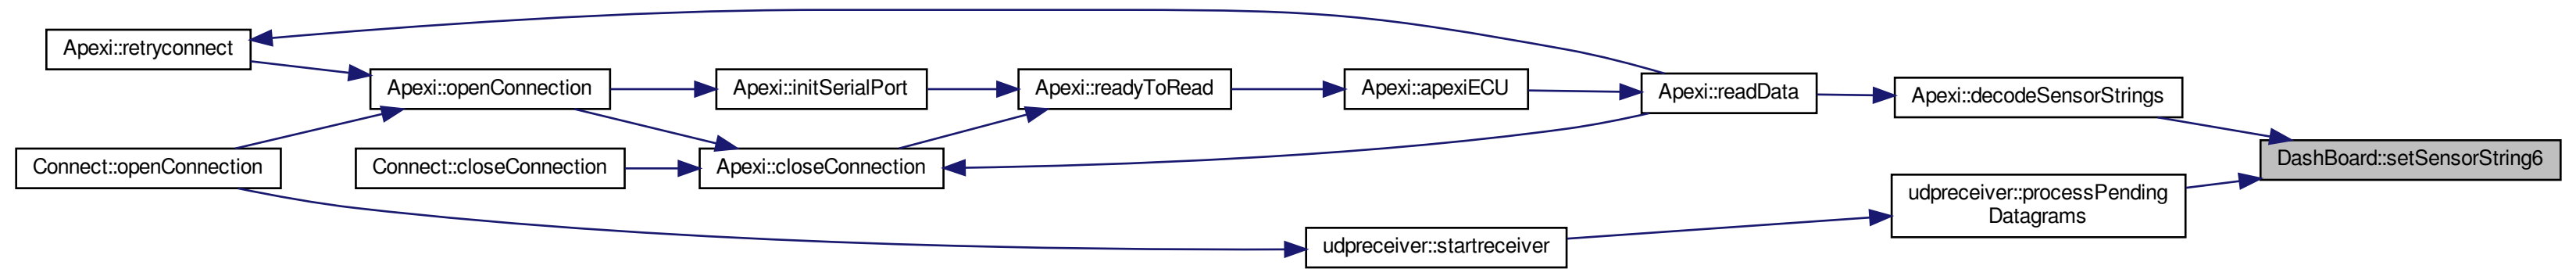 Apexi::retryconnect
Apexi::openConnection
Apexi::initSerialPort
Apexi::readyToRead
Apexi::apexiECU
Apexi::readData
Apexi::decodeSensorStrings
DashBoard::setSensorString6
Connect::openConnection
Connect::closeConnection
Apexi::closeConnection
udpreceiver::processPending
Datagrams
udpreceiver::startreceiver